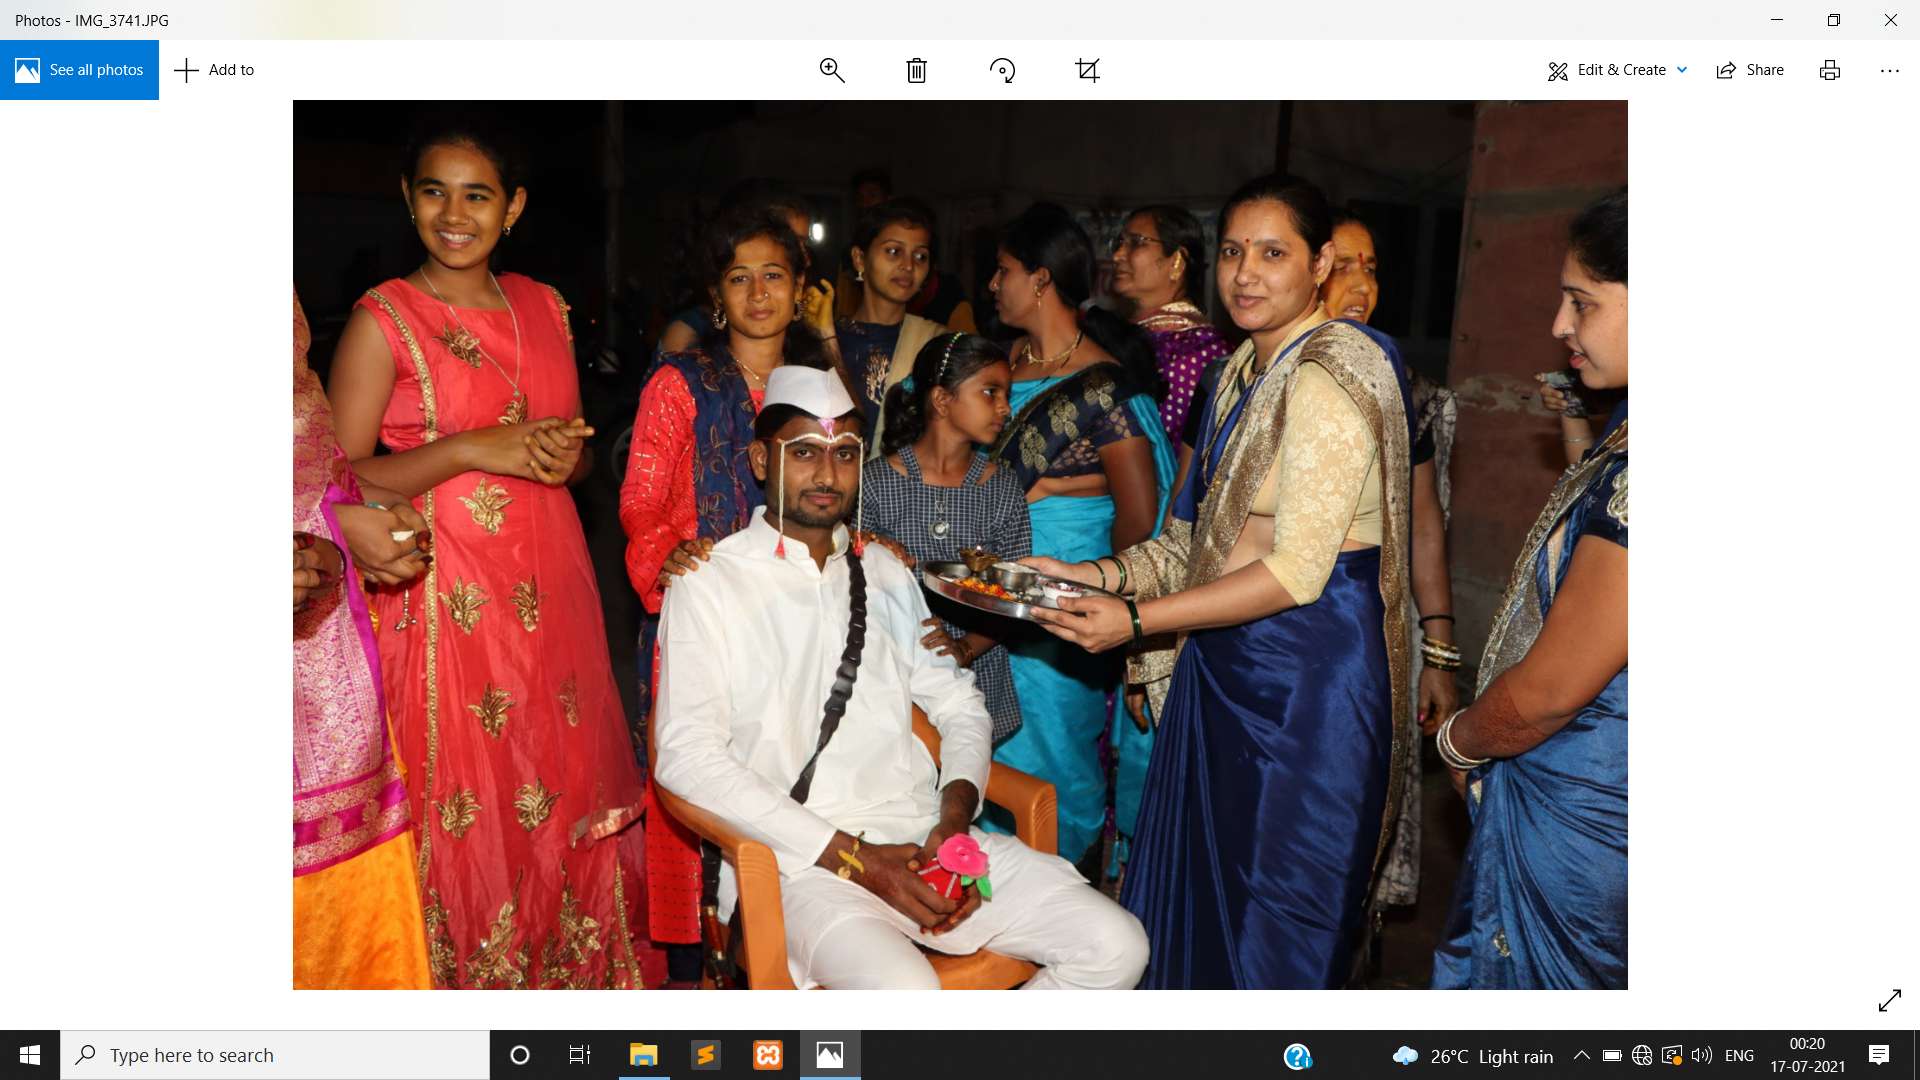 Photos - IMG_3741.JPG
See all photos
Add to
Edit & Create
Share
Type here to search
26°C Light rain
ENG
00:20
17-07-2021